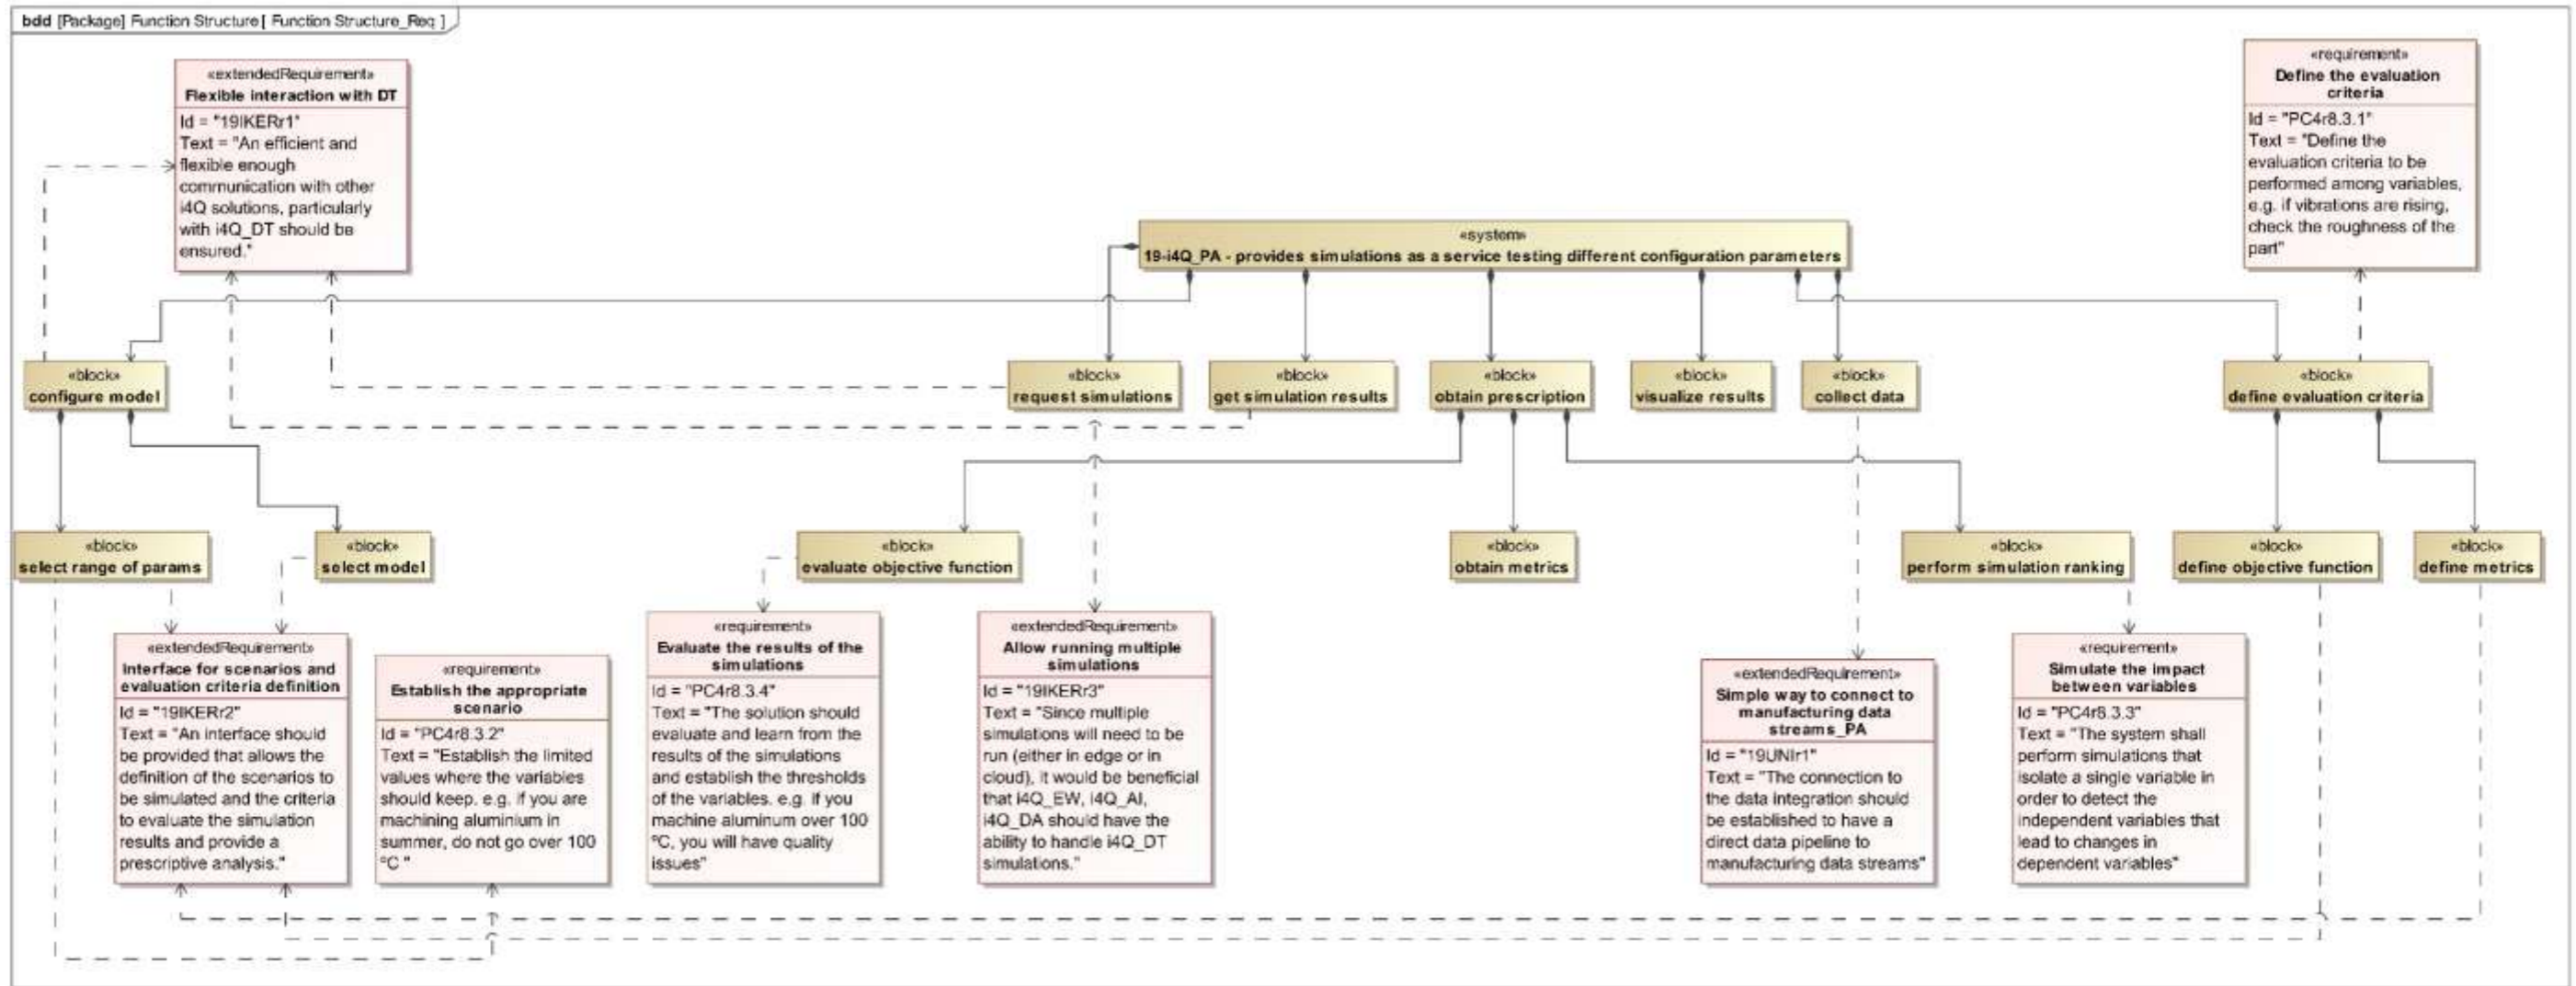 bdd [Package] Function Structure [ Function Structure_Req ]
«extendedRequirement»
Flexible interaction with DT
Id = "19IKERr1"
Text = "An efficient and
flexible enough
communication with other
i4Q solutions, particularly
with i4Q_DT should be
ensured."
«requirement»
Define the evaluation
criteria
Id = "PC4r8.3.1"
Text = "Define the
evaluation criteria to be
performed among variables,
e.g. if vibrations are rising,
check the roughness of the
part"
«system»
19-i4Q_PA - provides simulations as a service testing different configuration parameters
«block»
configure model
«block»
request simulations
«block»
get simulation results
«block»
obtain prescription
«block»
visualize results
«block»
collect data
«block»
define evaluation criteria
«block»
select range of params
«block»
select model
«block»
evaluate objective function
«block»
obtain metrics
«block»
perform simulation ranking
«block»
define objective function
«block»
define metrics
«extendedRequirement»
Interface for scenarios and
evaluation criteria definition
Id = "19IKERr2"
Text = "An interface should
be provided that allows the
definition of the scenarios to
be simulated and the criteria
to evaluate the simulation
results and provide a
prescriptive analysis."
«requirement»
Establish the appropriate
scenario
Id = "PC4r8.3.2"
Text = "Establish the limited
values where the variables
should keep. e.g. if you are
machining aluminium in
summer, do not go over 100
ºC "
«requirement»
Evaluate the results of the
simulations
Id = "PC4r8.3.4"
Text = "The solution should
evaluate and learn from the
results of the simulations
and establish the thresholds
of the variables. e.g. if you
machine aluminum over 100
ºC, you will have quality
issues"
«extendedRequirement»
Allow running multiple
simulations
Id = "19IKERr3"
Text = "Since multiple
simulations will need to be
run (either in edge or in
cloud), it would be beneficial
that i4Q_EW, i4Q_AI,
i4Q_DA should have the
ability to handle i4Q_DT
simulations."
«extendedRequirement»
Simple way to connect to
manufacturing data
streams_PA
Id = "19UNIr1"
Text = "The connection to
the data integration should
be established to have a
direct data pipeline to
manufacturing data streams"
«requirement»
Simulate the impact
between variables
Id = "PC4r8.3.3"
Text = "The system shall
perform simulations that
isolate a single variable in
order to detect the
independent variables that
lead to changes in
dependent variables"